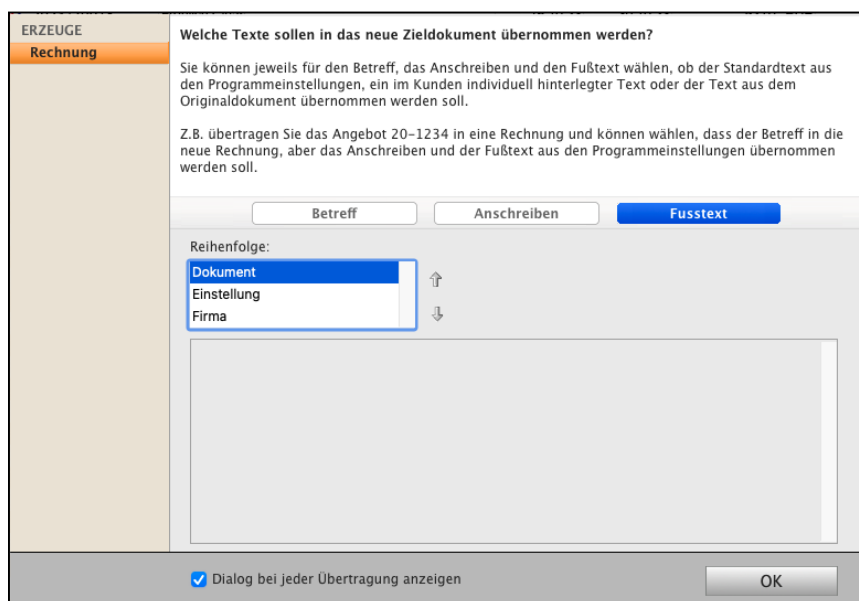 ERZEUGE
Rechnung
Welche Texte sollen in das neue Zieldokument übernommen werden?
Sie können jeweils für den Betreff, das Anschreiben und den Fußtext wählen, ob der Standardtext aus
den Programmeinstellungen, ein im Kunden individuell hinterlegter Text oder der Text aus dem
Originaldokument übernommen werden soll.
Z.B. übertragen Sie das Angebot 20-1234 in eine Rechnung und können wählen, dass der Betreff in die
neue Rechnung, aber das Anschreiben und der Fußtext aus den Programmeinstellungen übernommen
werden soll.
Betreff Anschreiben Fusstext
Reihenfolge:
Dokument
Einstellung
Firma
Dialog bei jeder Übertragung anzeigen
OK